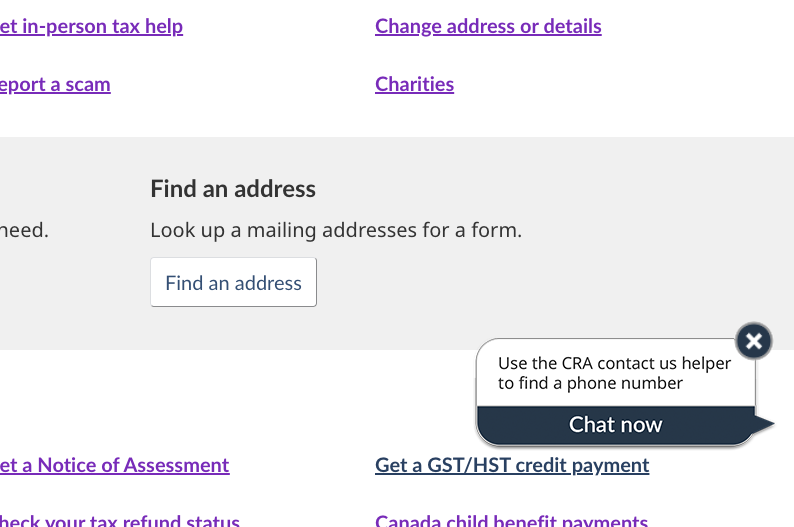 et in-person tax help
Change address or details
eport a scam
Charities
Find an address
need.
Look up a mailing addresses for a form.
Find an address
Use the CRA contact us helper
to find a phone number
Chat now
et a Notice of Assessment
Get a GST/HST credit payment
heck your tax refund status
Canada child benefit payments